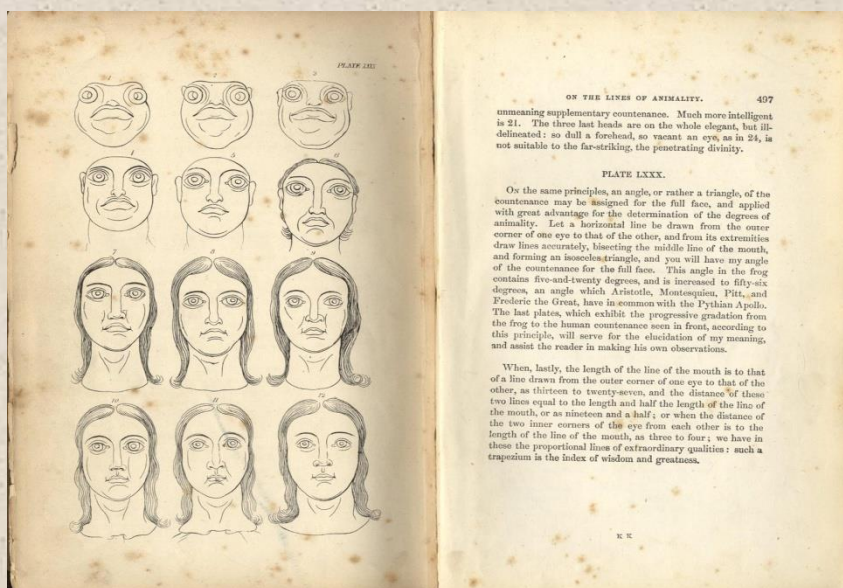 1
2
3
4
5
6
7
8
10
11
12
ON THE LINES OF ANIMALITY. 497
unmeaning supplementary countenance. Much more intelligent
is 21. The three last heads are on the whole elegant, but ill-
delineated: so dull a forehead, so vacant an eye, as in 24, is
not suitable to the far-striking, the penetrating divinity.
PLATE LXXX.
On the same principles, an angle, or rather a triangle, of the
countenance may be assigned for the full face, and applied
with great advantage for the determination of the degrees of
animality. Let a horizontal line be drawn from the outer
corner of one eye to that of the other, and from its extremities
draw lines accurately, bisecting the middle line of the mouth,
and forming an isosceles triangle, and you will have my angle
of the countenance for the full face. This angle in the frog
contains five-and-twenty degrees, and is increased to fifty-six
degrees, an angle which Aristotle, Montesquieu, Pitt, and
Frederic the Great, have in common with the Pythian Apollo.
The last plates, which exhibit the progressive gradation from
the frog to the human countenance seen in front, according to
this principle, will serve for the elucidation of my meaning,
and assist the reader in making his own observations.
When, lastly, the length of the line of the mouth is to that
of a line drawn from the outer corner of one eye to that of the
other, as thirteen to twenty-seven, and the distance of these
two lines equal to the length and half the length of the line of
the mouth, or as nineteen and a half; or when the distance of
the two inner corners of the eye from each other is to the
length of the line of the mouth, as three to four; we have in
these the proportional lines of extraordinary qualities: such a
trapezium is the index of wisdom and greatness.
K K